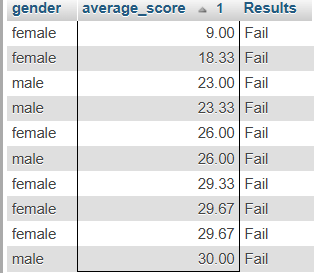 gender average_score 1 Results
female 9.00 Fail
female 18.33 Fail
male 23.00 Fail
male 23.33 Fail
female 26.00 Fail
male 26.00 Fail
female 29.33 Fail
female 29.67 Fail
female 29.67 Fail
male 30.00 Fail